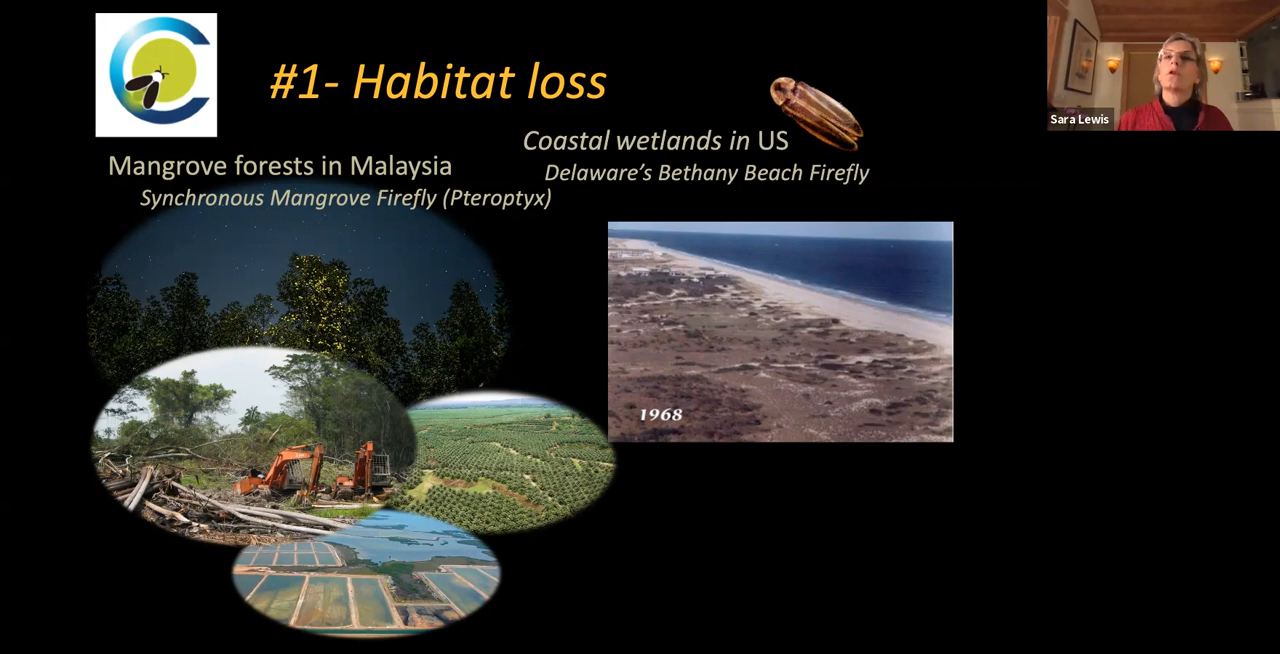 #1- Habitat loss
Mangrove forests in Malaysia
Synchronous Mangrove Firefly (Pteroptyx)
Coastal wetlands in US
Delaware's Bethany Beach Firefly
1968
Sara Lewis